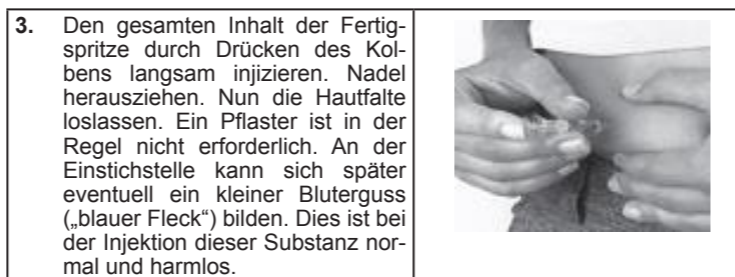 3. Den gesamten Inhalt der Fertig-
spritze durch Drücken des Kol-
bens langsam injizieren. Nadel
herausziehen. Nun die Hautfalte
loslassen. Ein Pflaster ist in der
Regel nicht erforderlich. An der
Einstichstelle kann sich später
eventuell ein kleiner Bluterguss
(„blauer Fleck“) bilden. Dies ist bei
der Injektion dieser Substanz nor-
mal und harmlos.